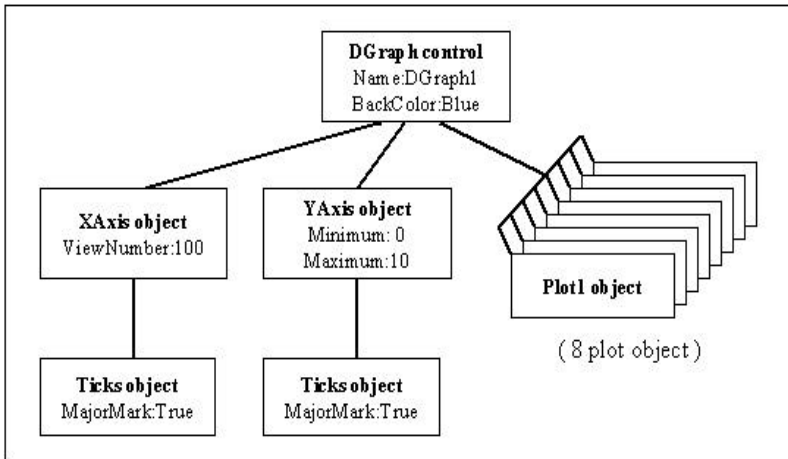 DGraph control
Name:DGraph1
BackColor:Blue
XAxis object
ViewNumber:100
YAxis object
Minimum: 0
Maximum:10
Plot1 object
( 8 plot object )
Ticks object
MajorMark:True
Ticks object
MajorMark:True